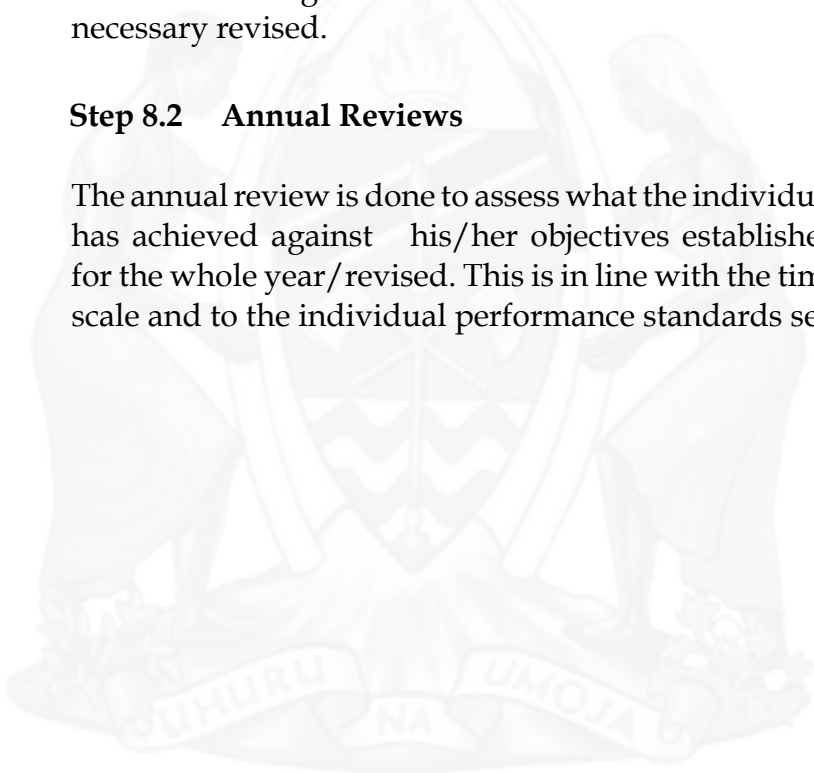 necessary revised.
Step 8.2 Annual Reviews
The annual review is done to assess what the individu
has achieved against his/her objectives establishe
for the whole year/revised. This is in line with the tim
scale and to the individual performance standards se
UHURU NA UMOJA